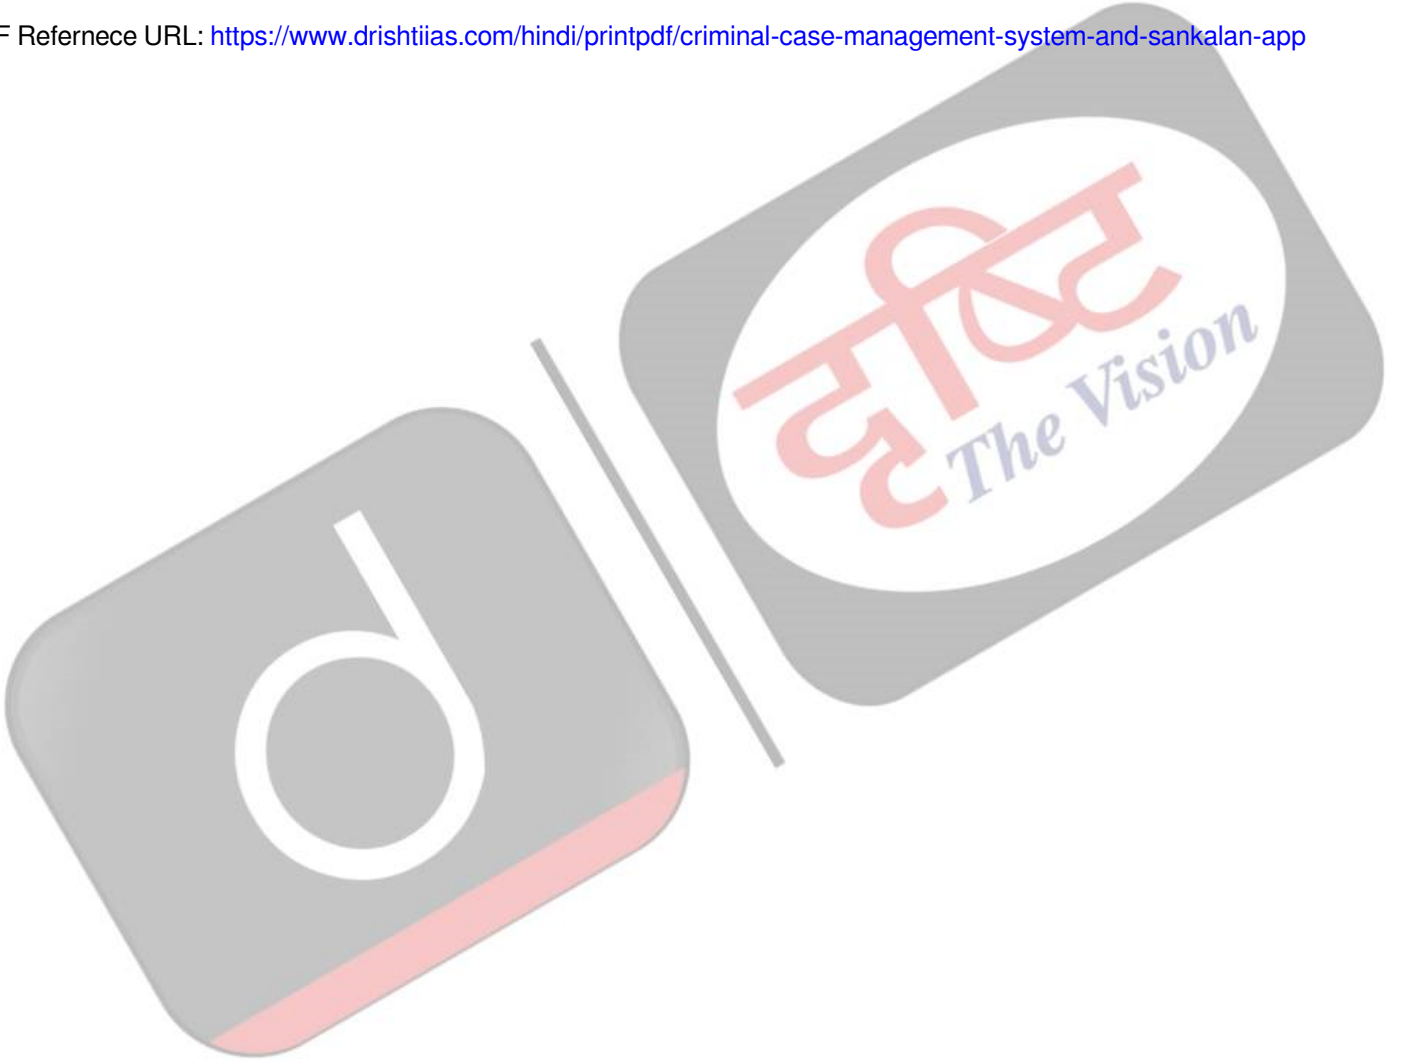 F Refernece URL: https://www.drishtiias.com/hindi/printpdf/criminal-case-management-system-and-sankalan-app
दृष्टि
The Vision
d